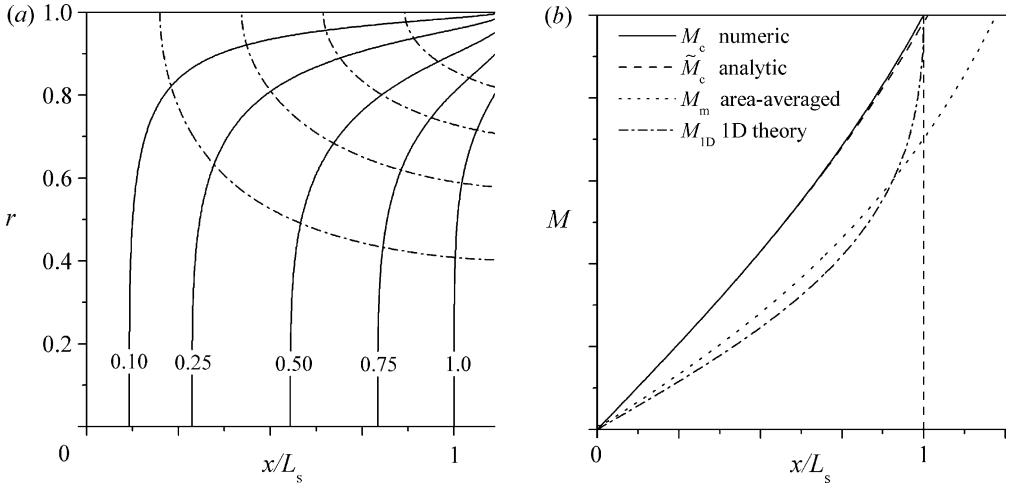 (a)
1.0
0.8
0.6
r
0.4
0.2
0.10
0.25
0.50
0.75
1.0
0
x/Ls
1
(b)
Mc numeric
M̃c analytic
Mm area-averaged
M1D 1D theory
M
0
x/Ls
1